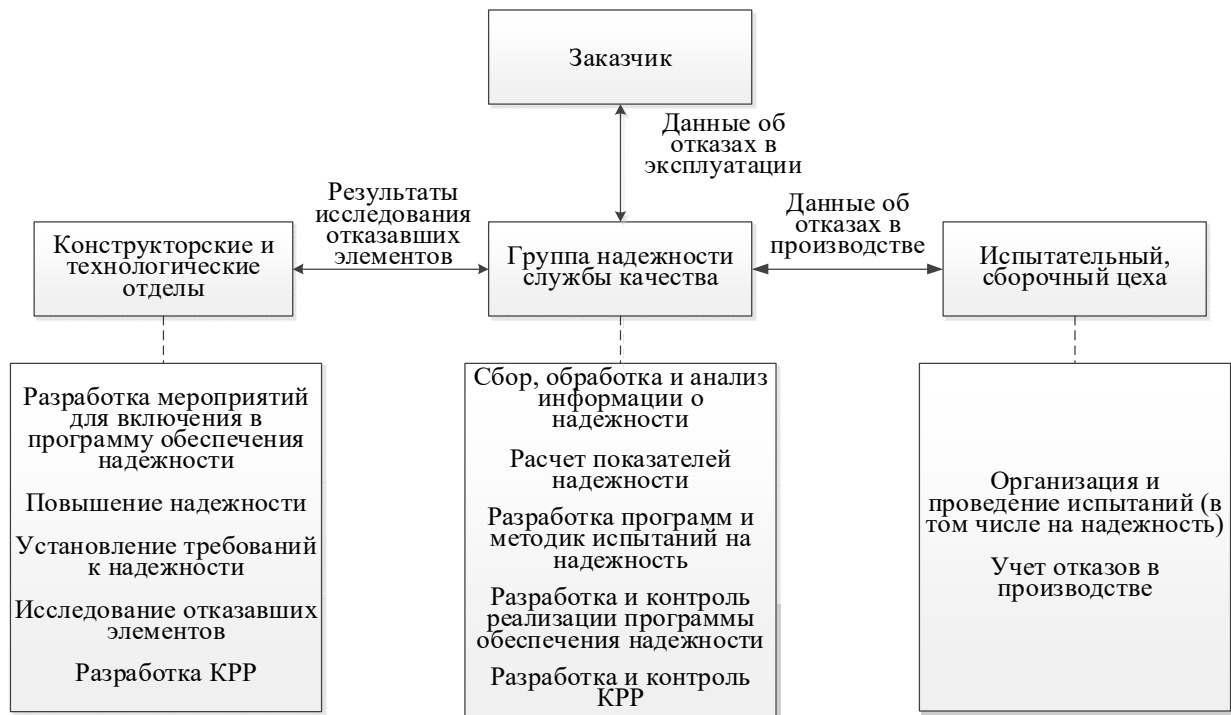 Заказчик
Данные об
отказах в
эксплуатации
Результаты
исследования
отказавших
элементов
Данные об
отказах в
производстве
Конструкторские и
технологические
отделы
Группа надежности
службы качества
Испытательный,
сборочный цеха
Разработка мероприятий
для включения в
программу обеспечения
надежности
Повышение надежности
Установление требований
к надежности
Исследование отказавших
элементов
Разработка КРР
Сбор, обработка и анализ
информации о
надежности
Расчет показателей
надежности
Разработка программ и
методик испытаний на
надежность
Разработка и контроль
реализации программы
обеспечения надежности
Разработка и контроль
КРР
Организация и
проведение испытаний (в
том числе на надежность)
Учет отказов в
производстве